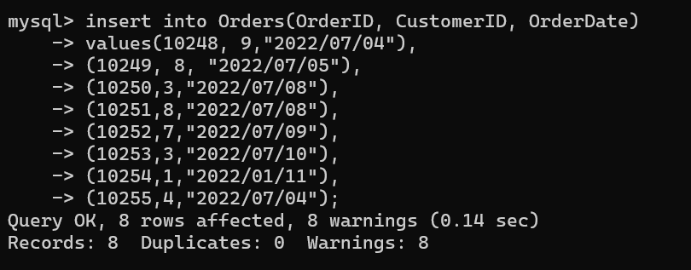 mysql> insert into Orders(OrderID, CustomerID, OrderDate)
    -> values(10248, 9,"2022/07/04"),
    -> (10249, 8, "2022/07/05"),
    -> (10250,3,"2022/07/08"),
    -> (10251,8,"2022/07/08"),
    -> (10252,7,"2022/07/09"),
    -> (10253,3,"2022/07/10"),
    -> (10254,1,"2022/01/11"),
    -> (10255,4,"2022/07/04");
Query OK, 8 rows affected, 8 warnings (0.14 sec)
Records: 8  Duplicates: 0  Warnings: 8